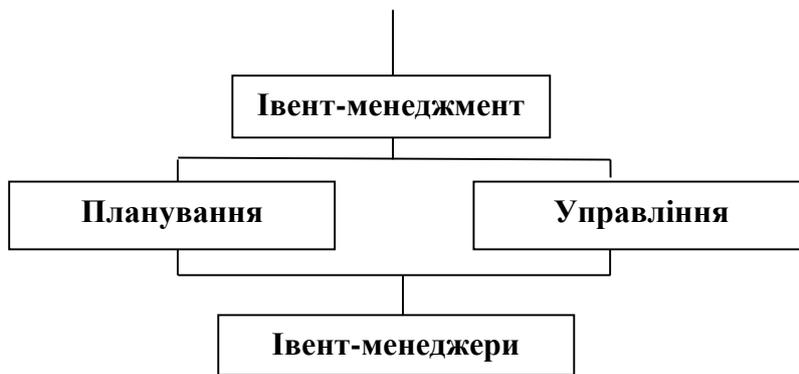 Івент-менеджмент
Планування
Управління
Івент-менеджери